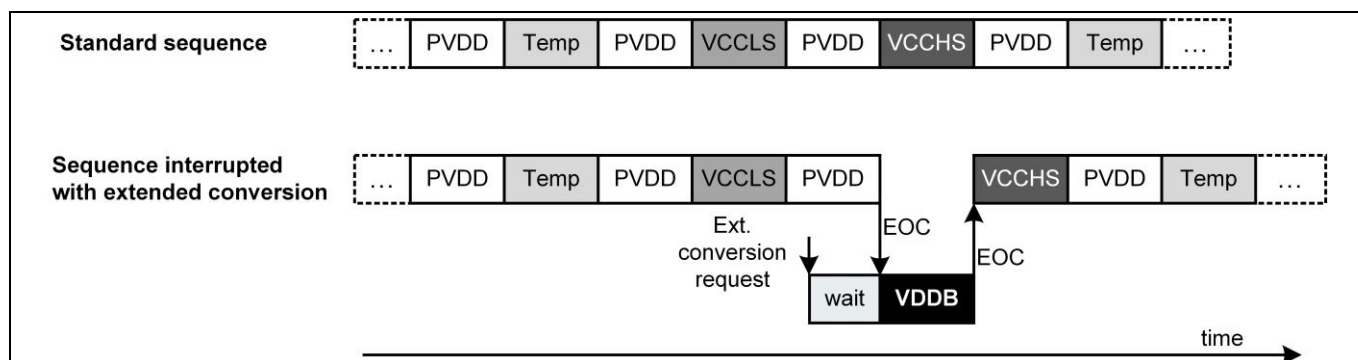 Standard sequence
... PVDD Temp PVDD VCCLS PVDD VCCHS PVDD Temp ...
Sequence interrupted
with extended conversion
... PVDD Temp PVDD VCCLS PVDD VCCHS PVDD Temp ...
Ext.
conversion
request
EOC
EOC
wait VDDB
time